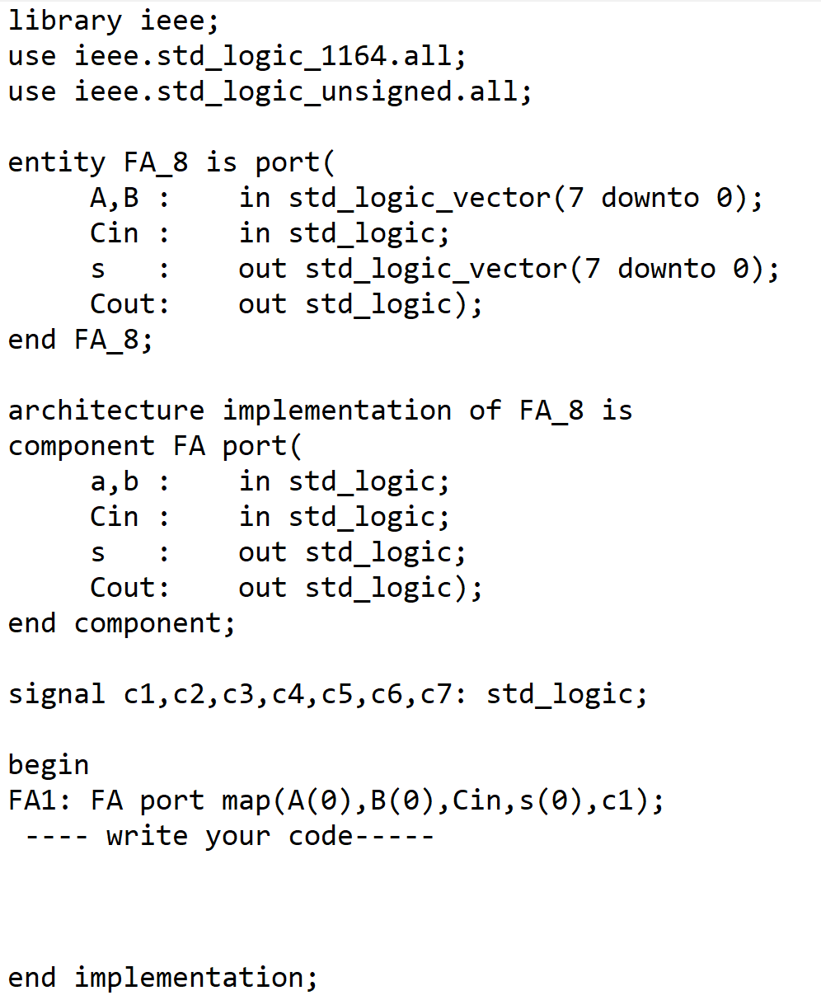 library ieee;
use ieee.std_logic_1164.all;
use ieee.std_logic_unsigned.all;

entity FA_8 is port(
     A,B :    in std_logic_vector(7 downto 0);
     Cin :    in std_logic;
     s   :    out std_logic_vector(7 downto 0);
     Cout:    out std_logic);
end FA_8;

architecture implementation of FA_8 is
component FA port(
     a,b :    in std_logic;
     Cin :    in std_logic;
     s   :    out std_logic;
     Cout:    out std_logic);
end component;

signal c1,c2,c3,c4,c5,c6,c7: std_logic;

begin
FA1: FA port map(A(0),B(0),Cin,s(0),c1);
 ---- write your code-----

end implementation;